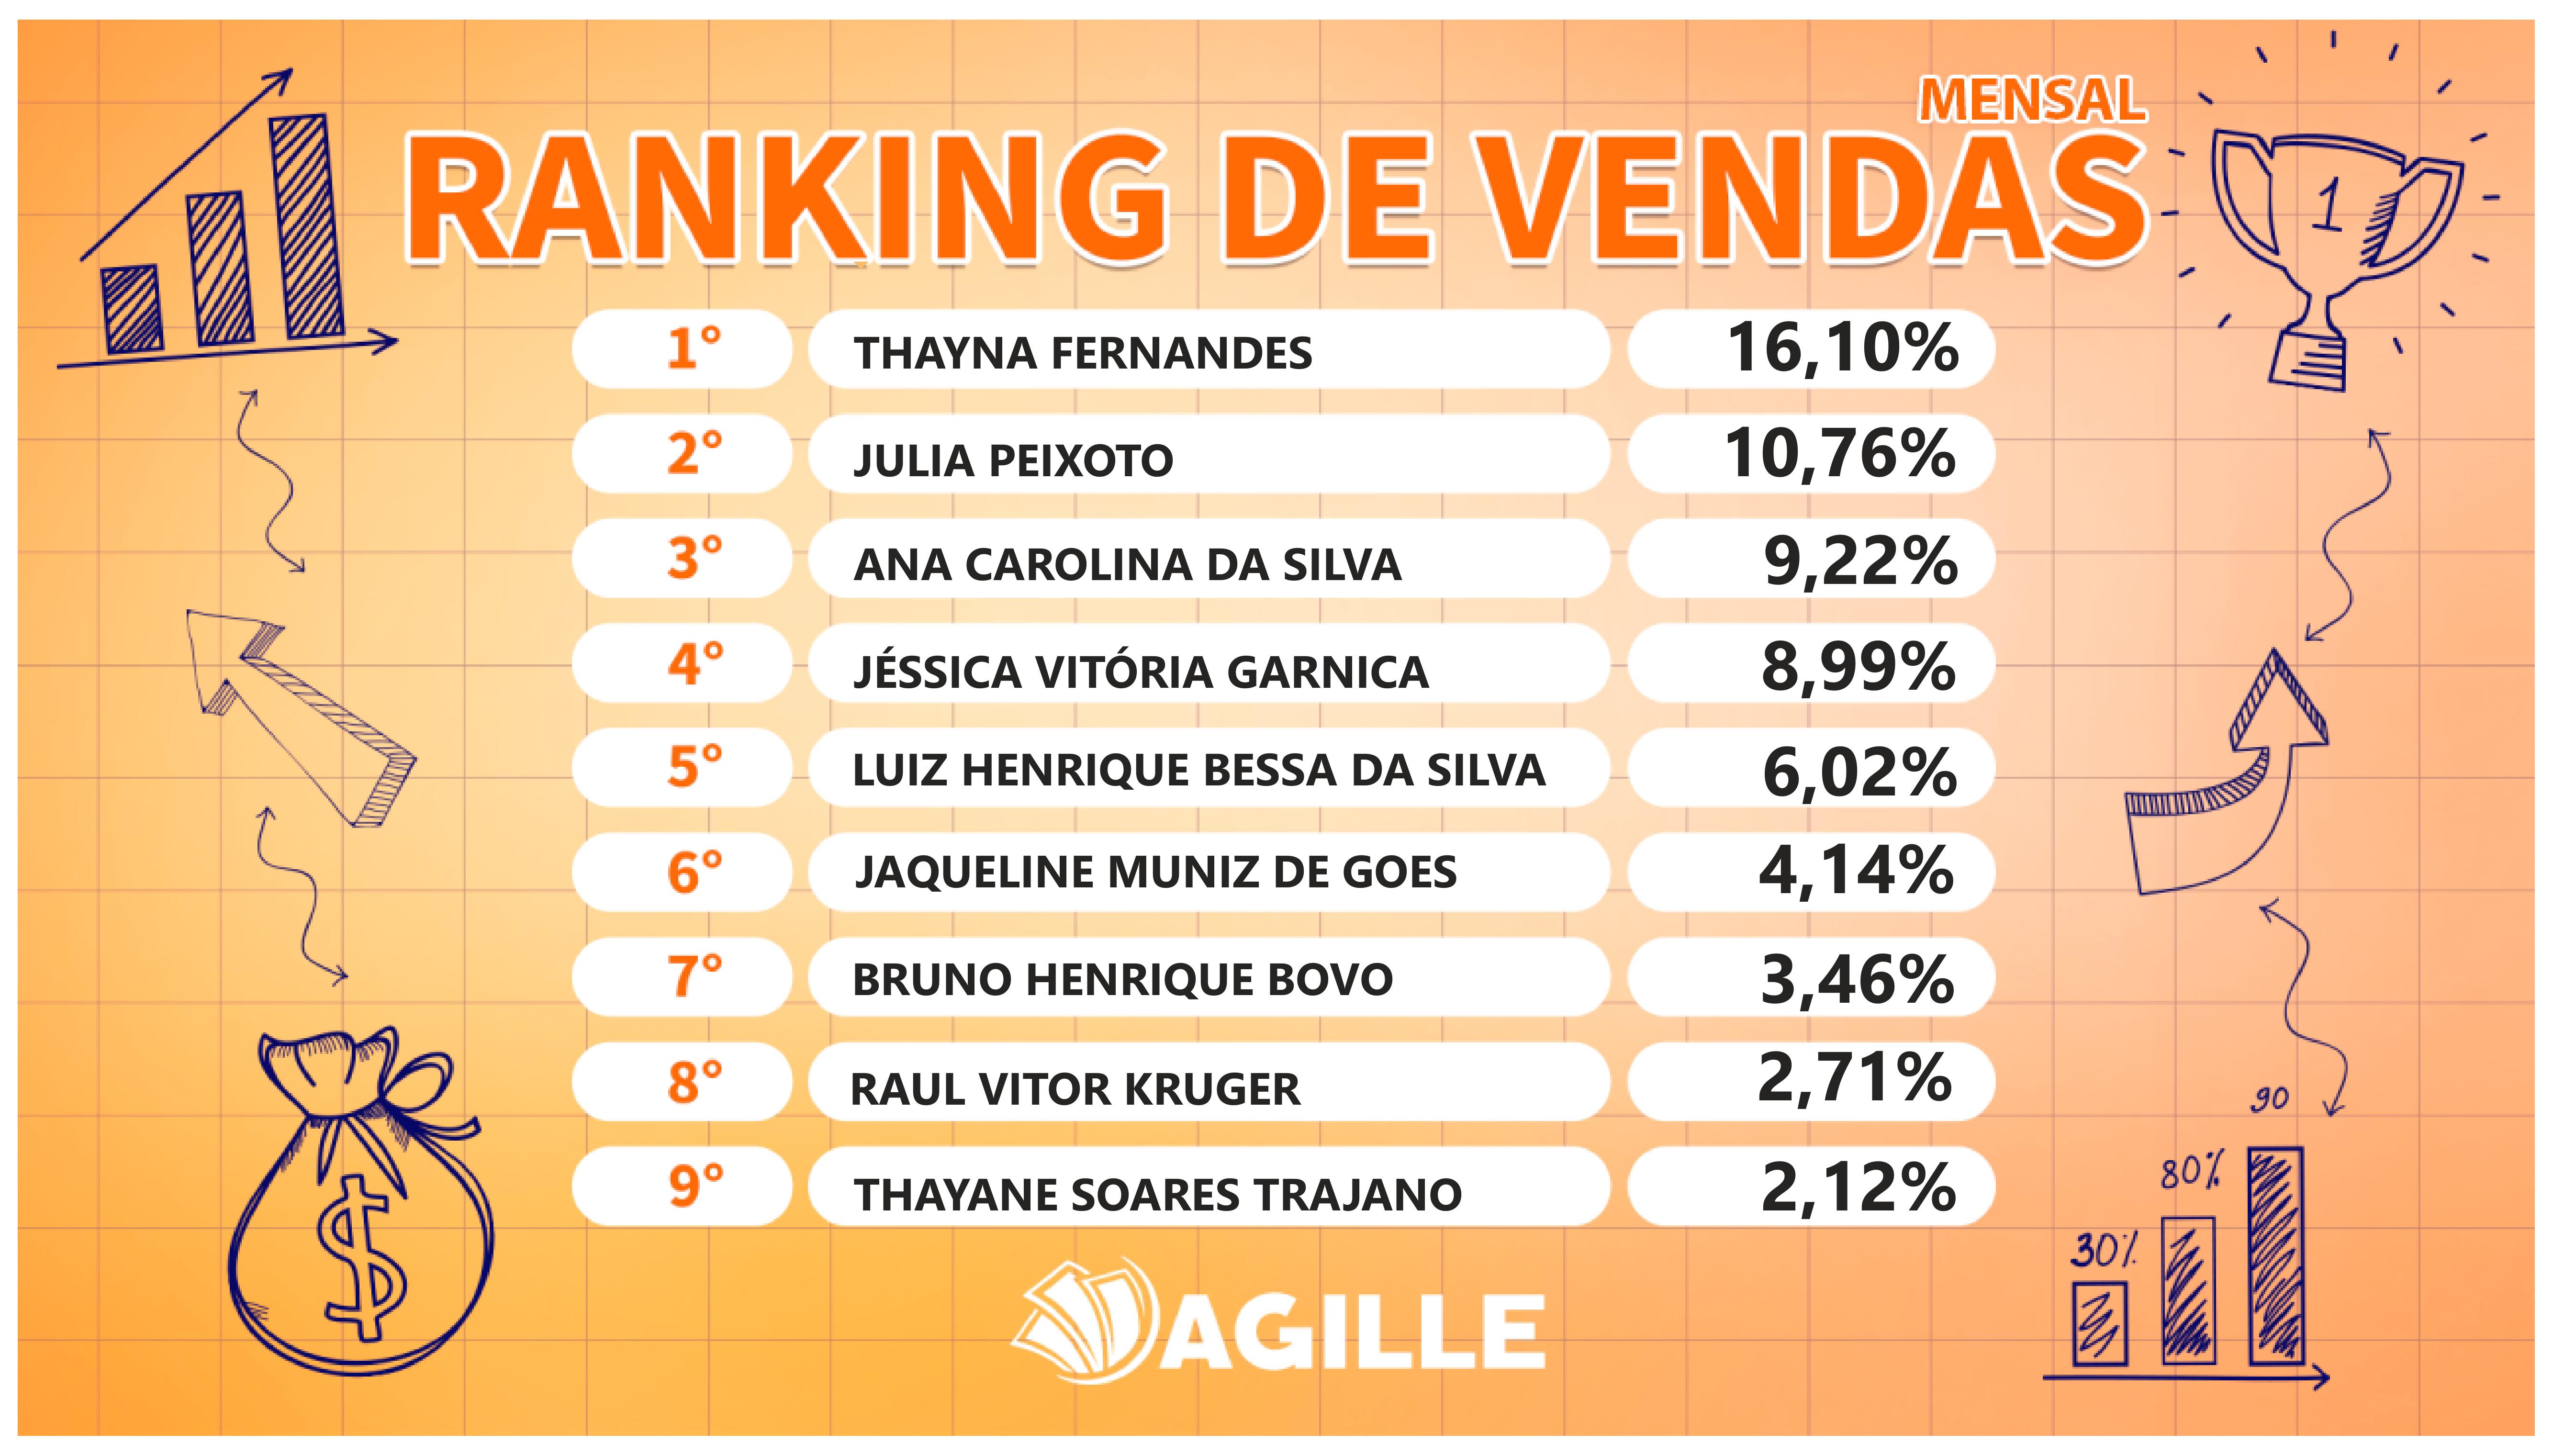 MENSAL
RANKING DE VENDAS
1
1° THAYNA FERNANDES 16,10%
2° JULIA PEIXOTO 10,76%
3° ANA CAROLINA DA SILVA 9,22%
4° JÉSSICA VITÓRIA GARNICA 8,99%
5° LUIZ HENRIQUE BESSA DA SILVA 6,02%
6° JAQUELINE MUNIZ DE GOES 4,14%
7° BRUNO HENRIQUE BOVO 3,46%
8° RAUL VITOR KRUGER 2,71%
9° THAYANE SOARES TRAJANO 2,12%
$
90
80%
30%
AGILLE